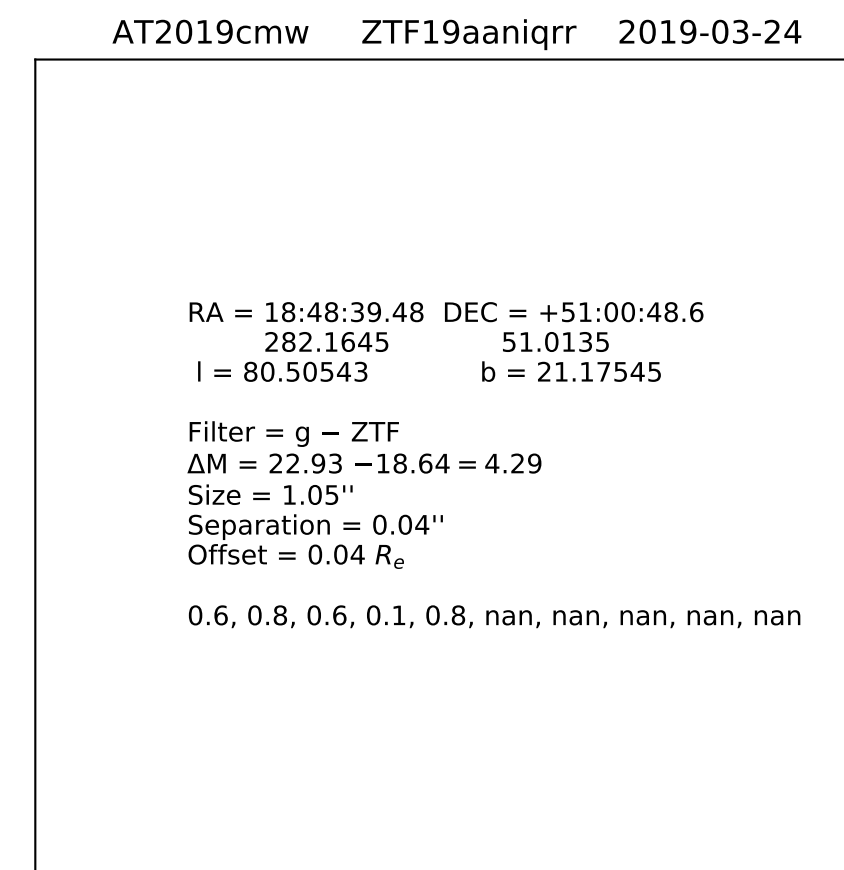 AT2019cmw ZTF19aaniqrr 2019-03-24
RA = 18:48:39.48 DEC = +51:00:48.6
282.1645 51.0135
l = 80.50543 b = 21.17545
Filter = g − ZTF
ΔM = 22.93 −18.64 = 4.29
Size = 1.05''
Separation = 0.04''
Offset = 0.04 Re
0.6, 0.8, 0.6, 0.1, 0.8, nan, nan, nan, nan, nan